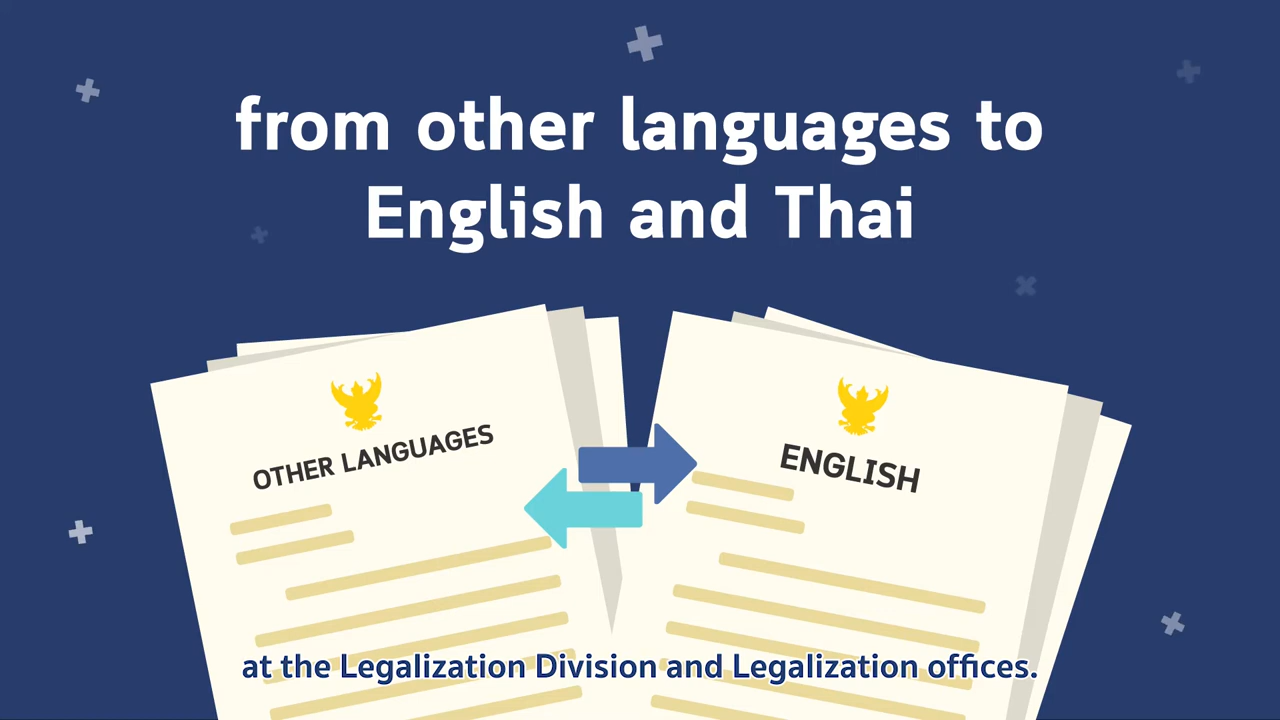 from other languages to
English and Thai
OTHER LANGUAGES
ENGLISH
at the Legalization Division and Legalization offices.